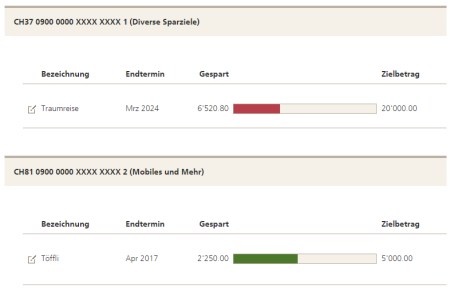 CH37 0900 0000 XXXX XXXX 1 (Diverse Sparziele)
Bezeichnung Endtermin Gespart Zielbetrag
Traumreise Mrz 2024 6'520.80 20'000.00
CH81 0900 0000 XXXX XXXX 2 (Mobiles und Mehr)
Bezeichnung Endtermin Gespart Zielbetrag
Töffli Apr 2017 2'250.00 5'000.00